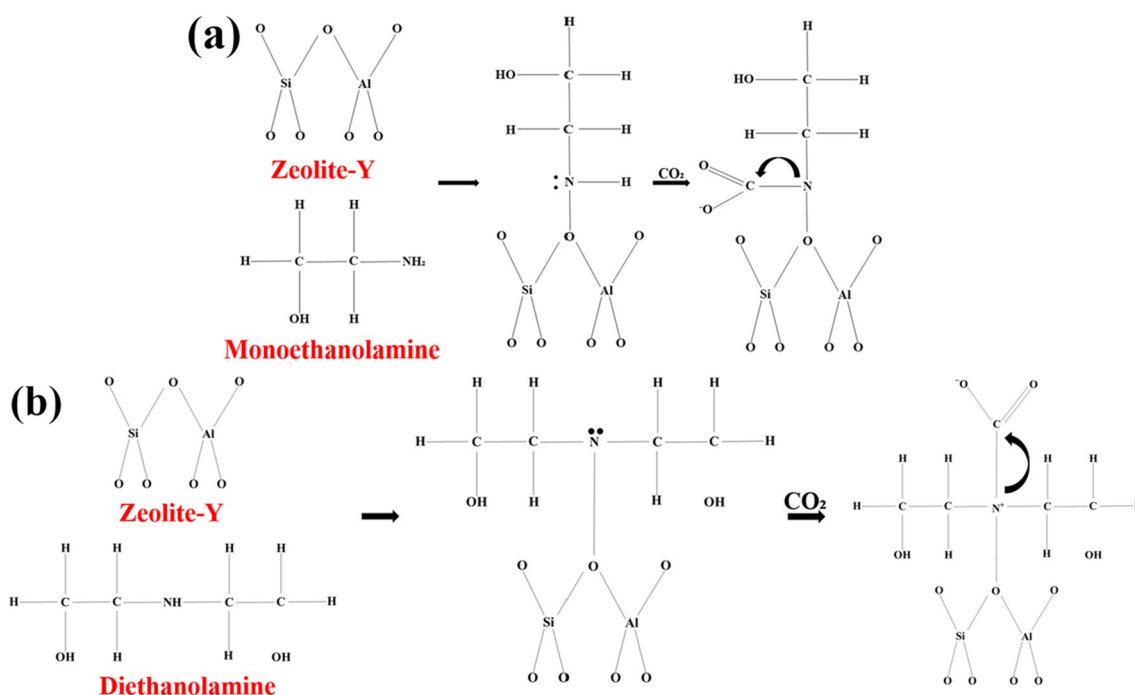 (a)
O O O
Si Al
O O O O
Zeolite-Y
H H
H C C NH₂
OH H
Monoethanolamine
H
HO C H
H C H
: N H
O O O
Si Al
O O O O
CO₂
H
HO C H
H C H
O C N
⁻O
O O O
Si Al
O O O O
(b)
O O O
Si Al
O O O O
Zeolite-Y
H H H H
H C C NH C C H
OH H H OH
Diethanolamine
H H H H
H C C N C C H
OH H H OH
O O O
Si Al
O O O O
CO₂
⁻O O
C
H H H H
H C C N⁺ C C
OH H H OH
O O O
Si Al
O O O O